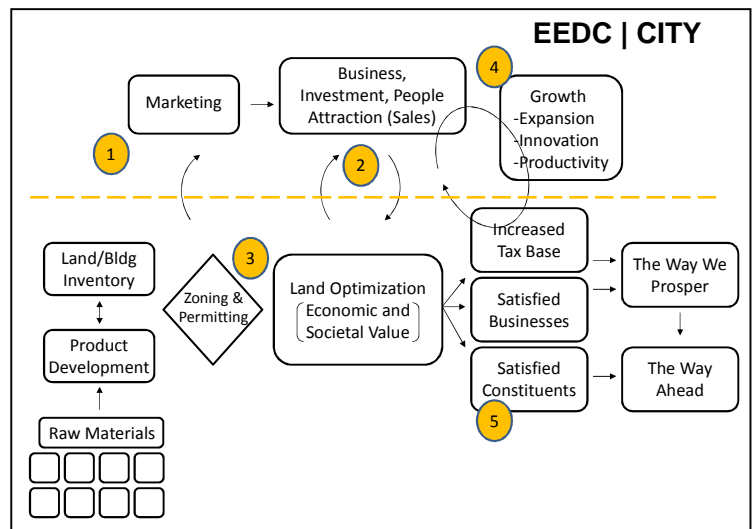 EEDC | CITY
4
Business,
Investment, People
Attraction (Sales)
Marketing
Growth
-Expansion
-Innovation
-Productivity
1
2
Increased
Tax Base
3
Land/Bldg
Inventory
Zoning &
Permitting
Land Optimization
Economic and
Societal Value
The Way We
Prosper
Satisfied
Businesses
Product
Development
Satisfied
Constituents
The Way
Ahead
5
Raw Materials